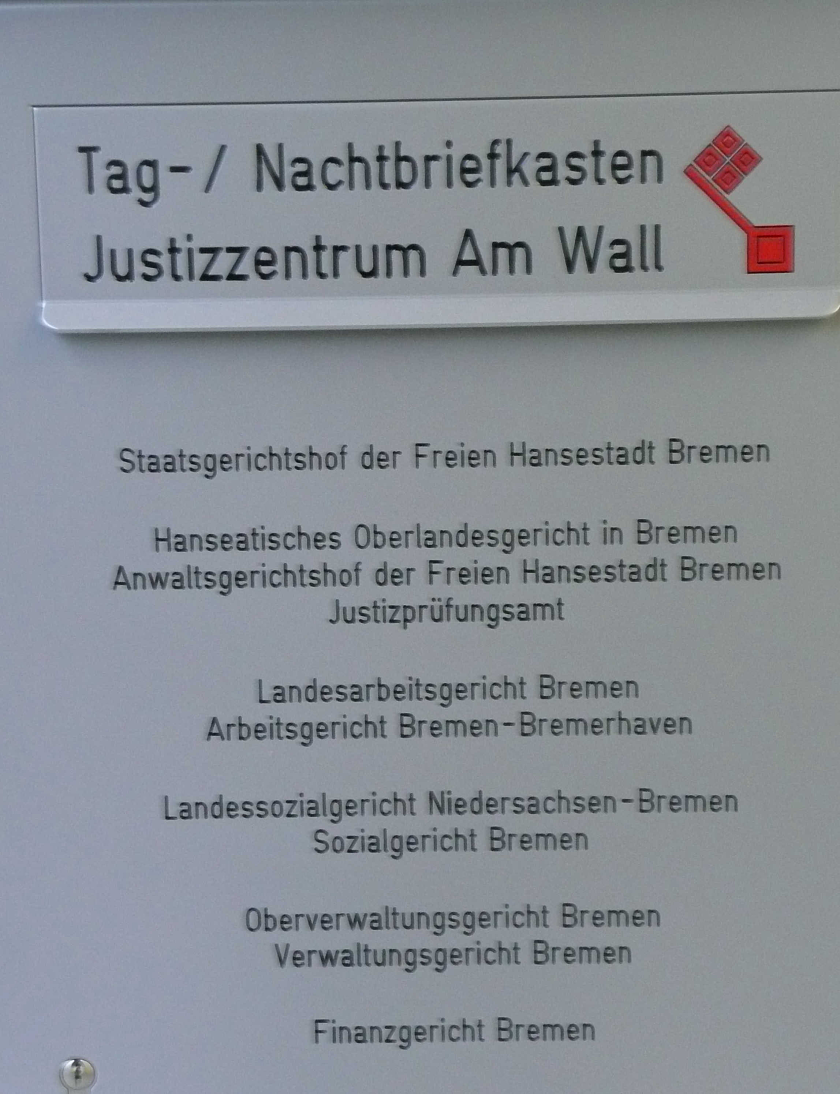 Tag-/ Nachtbriefkasten
Justizzentrum Am Wall
Staatsgerichtshof der Freien Hansestadt Bremen
Hanseatisches Oberlandesgericht in Bremen
Anwaltsgerichtshof der Freien Hansestadt Bremen
Justizprüfungsamt
Landesarbeitsgericht Bremen
Arbeitsgericht Bremen-Bremerhaven
Landessozialgericht Niedersachsen-Bremen
Sozialgericht Bremen
Oberverwaltungsgericht Bremen
Verwaltungsgericht Bremen
Finanzgericht Bremen